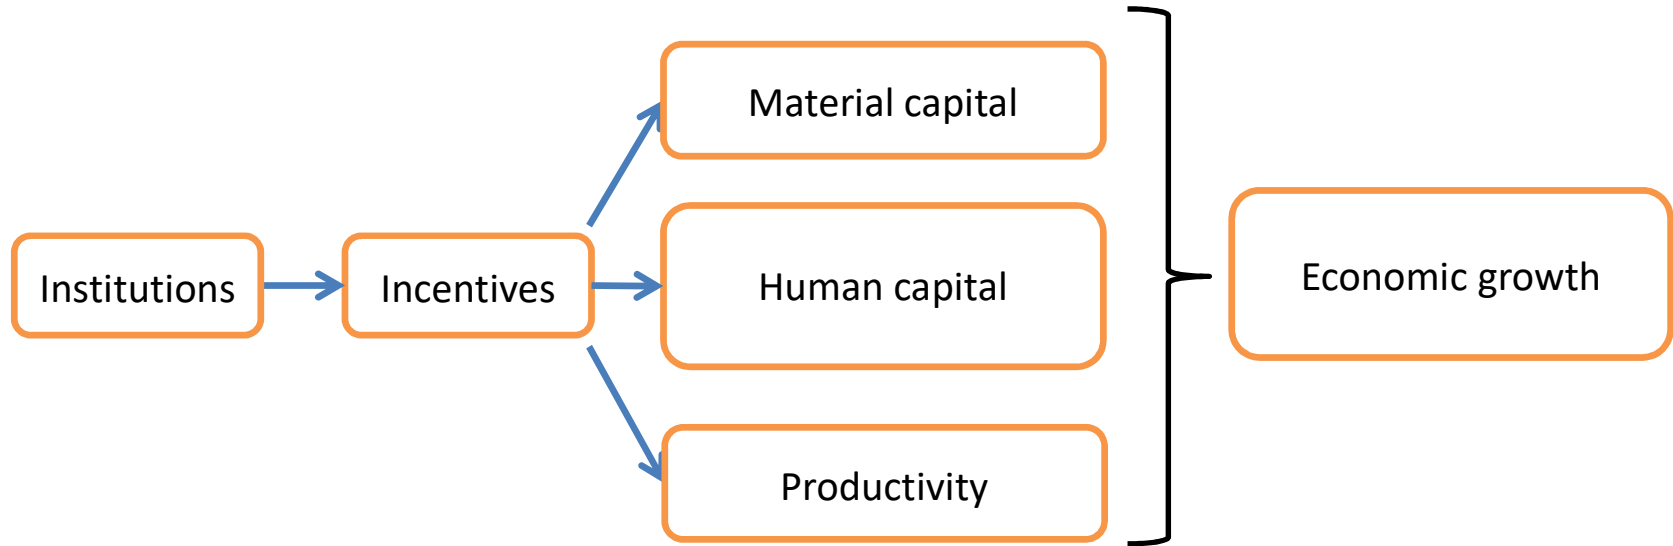 Institutions
Incentives
Material capital
Human capital
Productivity
Economic growth